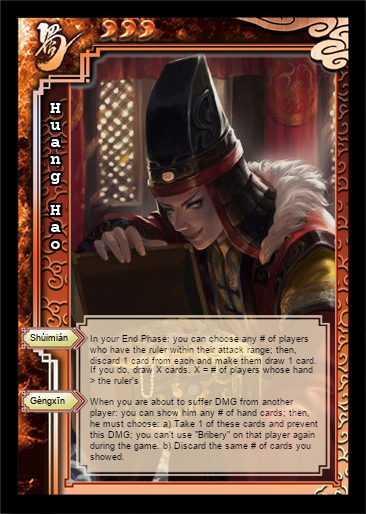 蜀
Huang Hao
Shùimián
In your End Phase: you can choose any # of players
who have the ruler within their attack range; then,
discard 1 card from each and make them draw 1 card.
If you do, draw X cards. X = # of players whose hand
> the ruler's
Gèngxīn
When you are about to suffer DMG from another
player: you can show him any # of hand cards; then,
he must choose: a) Take 1 of these cards and prevent
this DMG; you can't use "Bribery" on that player again
during the game. b) Discard the same # of cards you
showed.